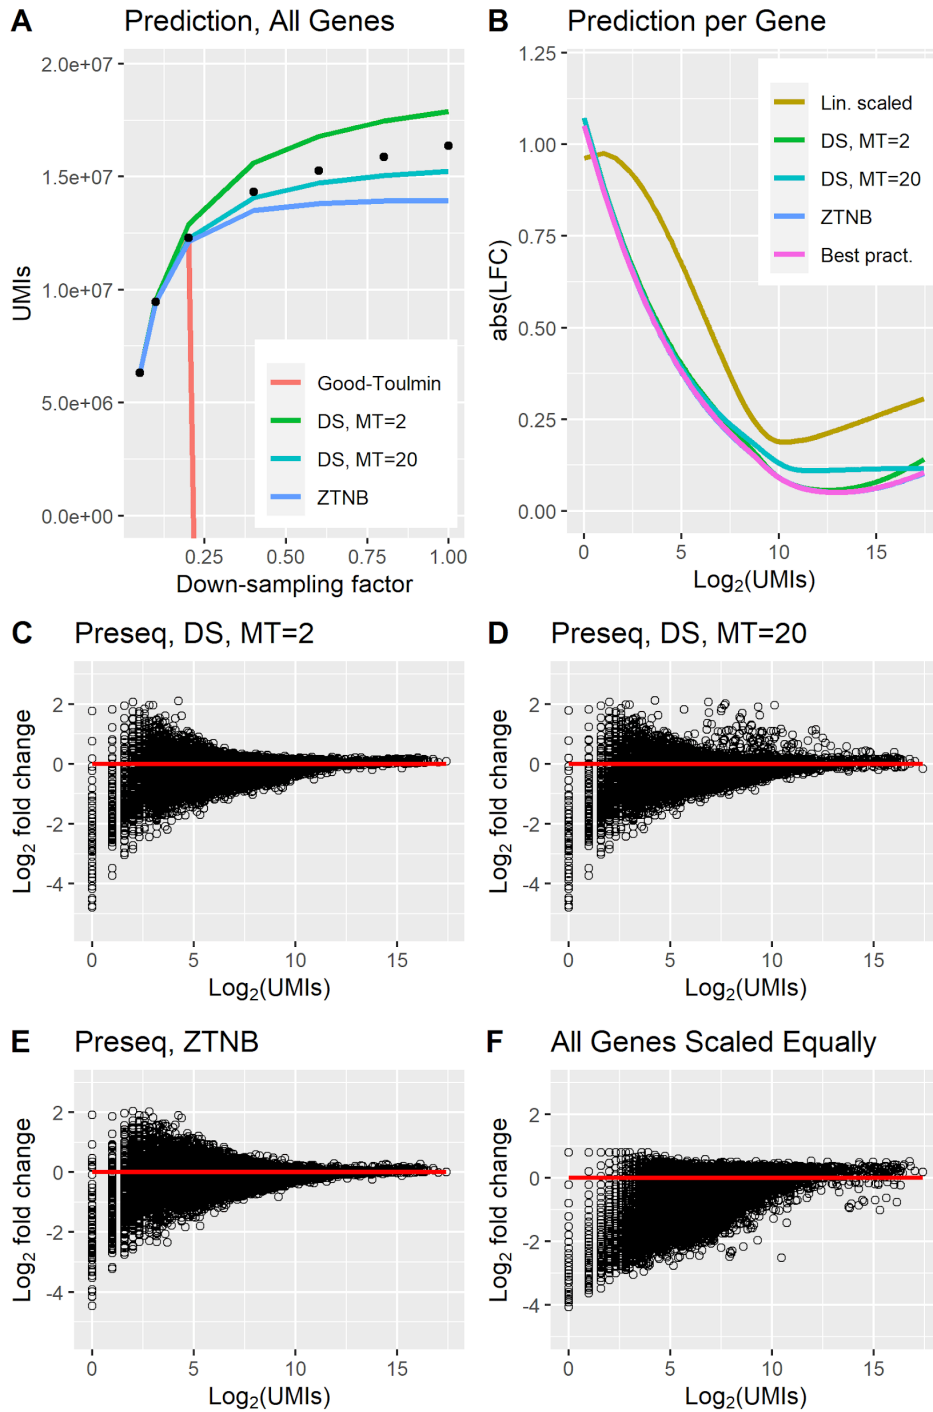 A Prediction, All Genes
UMIs
2.0e+07
1.5e+07
1.0e+07
5.0e+06
0.0e+00
Good-Toulmin
DS, MT=2
DS, MT=20
ZTNB
0.25 0.50 0.75 1.00
Down-sampling factor
B Prediction per Gene
abs(LFC)
1.25
1.00
0.75
0.50
0.25
0.00
Lin. scaled
DS, MT=2
DS, MT=20
ZTNB
Best pract.
0 5 10 15
Log2(UMIs)
C Preseq, DS, MT=2
Log2 fold change
2
0
-2
-4
0 5 10 15
Log2(UMIs)
D Preseq, DS, MT=20
Log2 fold change
2
0
-2
-4
0 5 10 15
Log2(UMIs)
E Preseq, ZTNB
Log2 fold change
2
0
-2
-4
0 5 10 15
Log2(UMIs)
F All Genes Scaled Equally
Log2 fold change
2
0
-2
-4
0 5 10 15
Log2(UMIs)